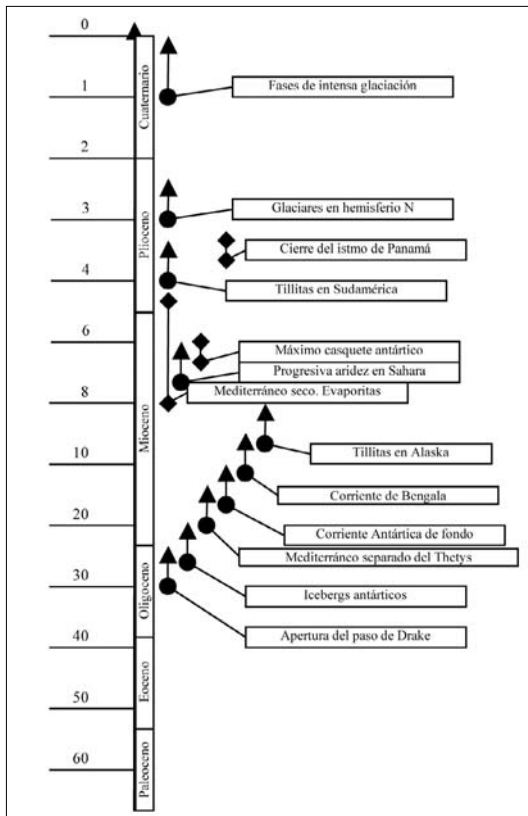 0
1
2
3
4
6
8
10
20
30
40
50
60
Cuaternario
Plioceno
Mioceno
Oligoceno
Eoceno
Paleoceno
Fases de intensa glaciación
Glaciares en hemisferio N
Cierre del istmo de Panamá
Tillitas en Sudamérica
Máximo casquete antártico
Progresiva aridez en Sahara
Mediterráneo seco. Evaporitas
Tillitas en Alaska
Corriente de Bengala
Corriente Antártica de fondo
Mediterráneo separado del Thetys
Icebergs antárticos
Apertura del paso de Drake